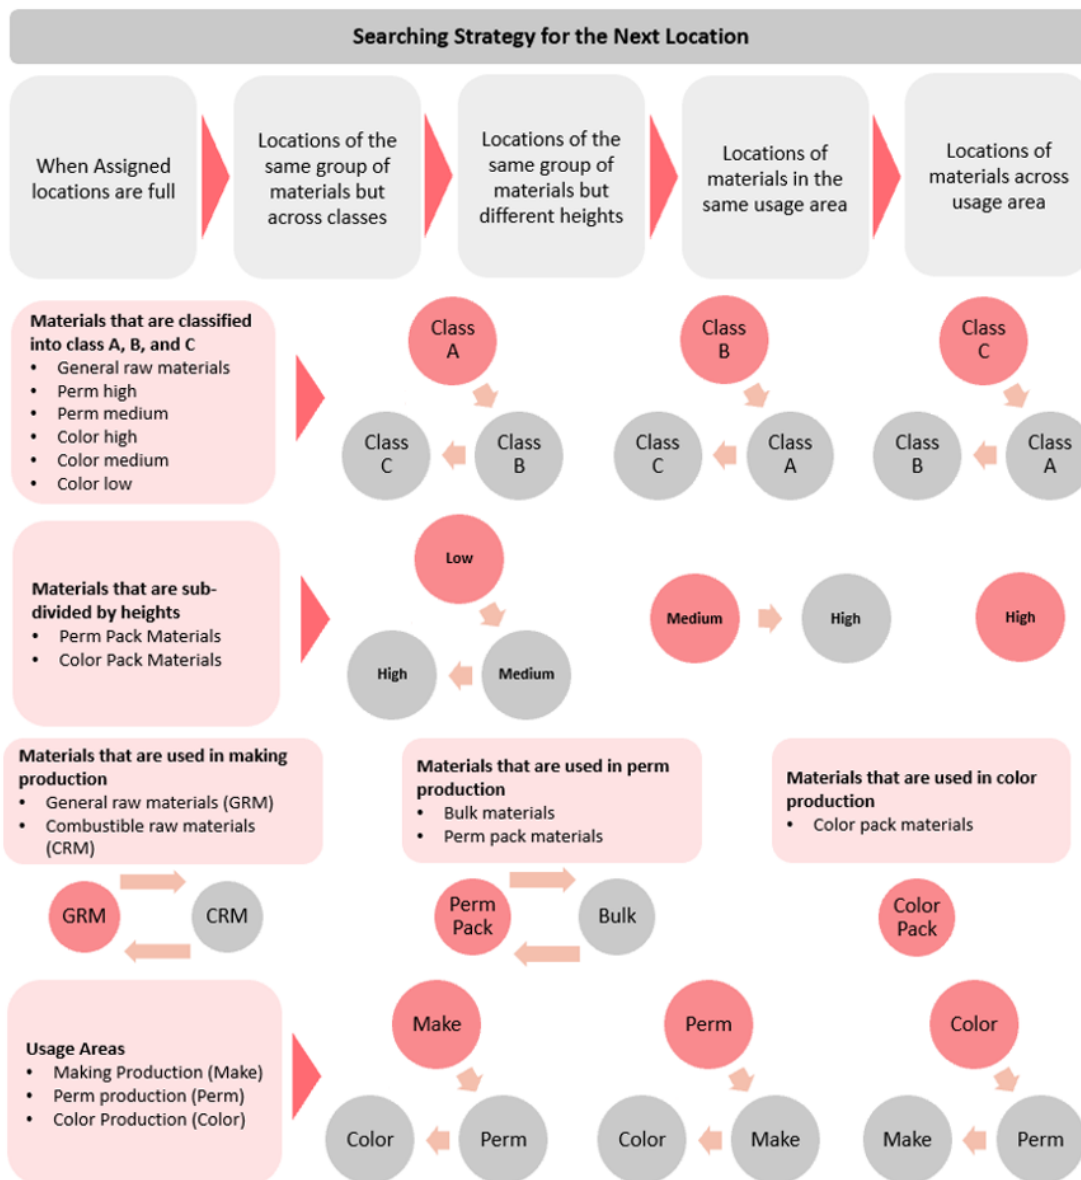 Searching Strategy for the Next Location
When Assigned
locations are full
Locations of the
same group of
materials but
across classes
Locations of the
same group of
materials but
different heights
Locations of
materials in the
same usage area
Locations of
materials across
usage area
Materials that are classified
into class A, B, and C
• General raw materials
• Perm high
• Perm medium
• Color high
• Color medium
• Color low
Class
A
Class
B
Class
C
Class
B
Class
A
Class
C
Class
C
Class
A
Class
B
Materials that are sub-
divided by heights
• Perm Pack Materials
• Color Pack Materials
Low
Medium
High
Medium
High
High
Materials that are used in making
production
• General raw materials (GRM)
• Combustible raw materials
(CRM)
GRM
CRM
Materials that are used in perm
production
• Bulk materials
• Perm pack materials
Perm
Pack
Bulk
Materials that are used in color
production
• Color pack materials
Color
Pack
Usage Areas
• Making Production (Make)
• Perm production (Perm)
• Color Production (Color)
Make
Perm
Color
Perm
Make
Color
Color
Perm
Make